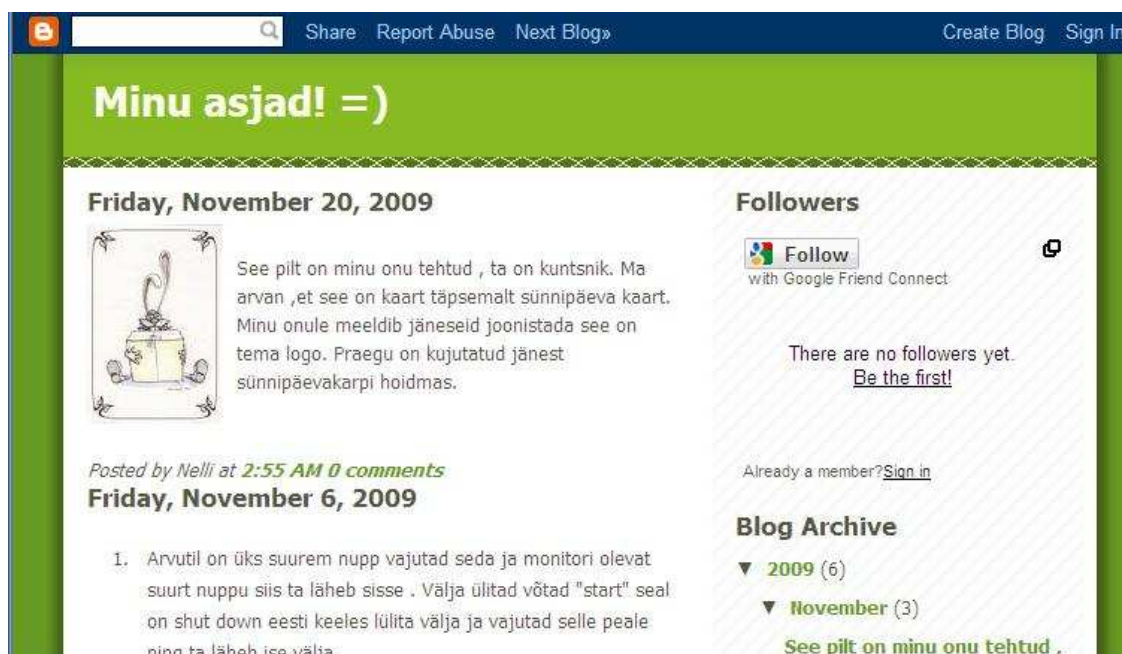 Share Report Abuse Next Blog» Create Blog Sign In
Minu asjad! =)
Friday, November 20, 2009
See pilt on minu onu tehtud , ta on kuntsnik. Ma
arvan ,et see on kaart täpsemalt sünnipäeva kaart.
Minu onule meeldib jäneseid joonistada see on
tema logo. Praegu on kujutatud jänest
sünnipäevakarpi hoidmas.
Posted by Nelli at 2:55 AM 0 comments
Friday, November 6, 2009
1. Arvutil on üks suurem nupp vajutad seda ja monitori olevat
suurt nuppu siis ta läheb sisse . Välja ülitad võtad "start" seal
on shut down eesti keeles lülita välja ja vajutad selle peale
ning ta läheb ise välja.
Followers
Follow
with Google Friend Connect
There are no followers yet.
Be the first!
Already a member?Sign in
Blog Archive
▼ 2009 (6)
▼ November (3)
See pilt on minu onu tehtud ,